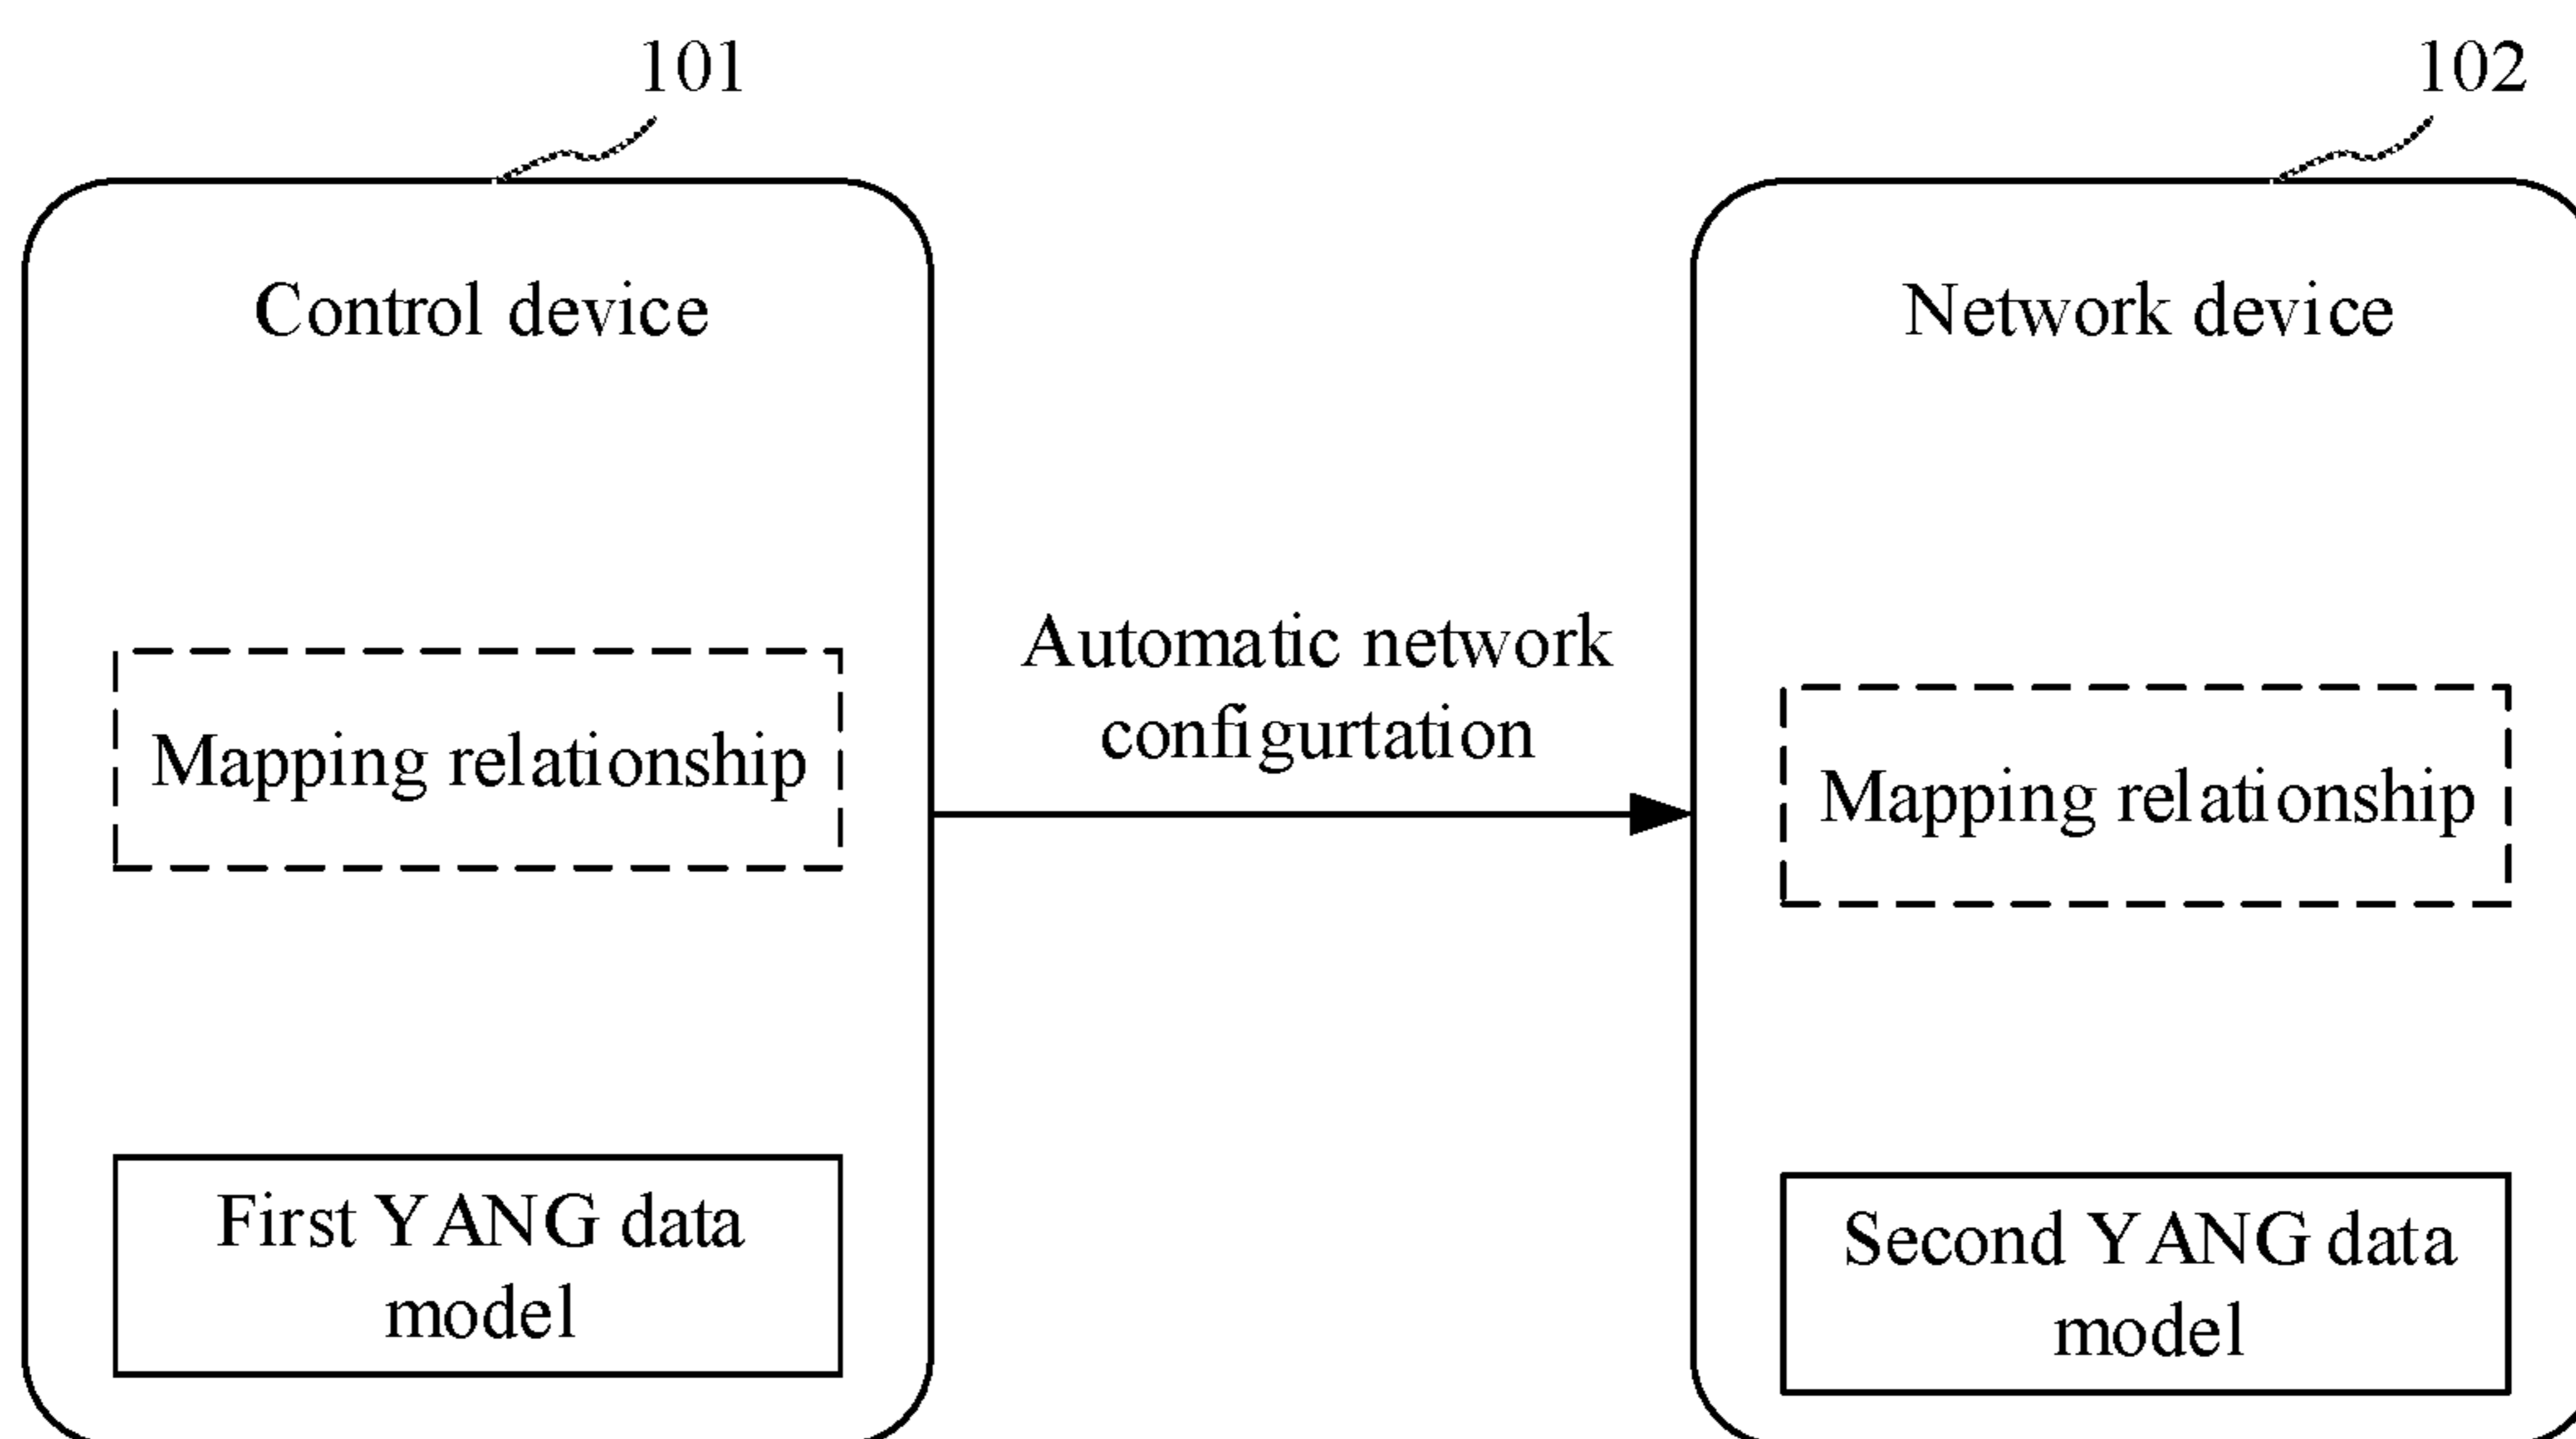 101
102
Control device
Network device
Automatic network
configurtation
Mapping relationship
Mapping relationship
First YANG data
model
Second YANG data
model